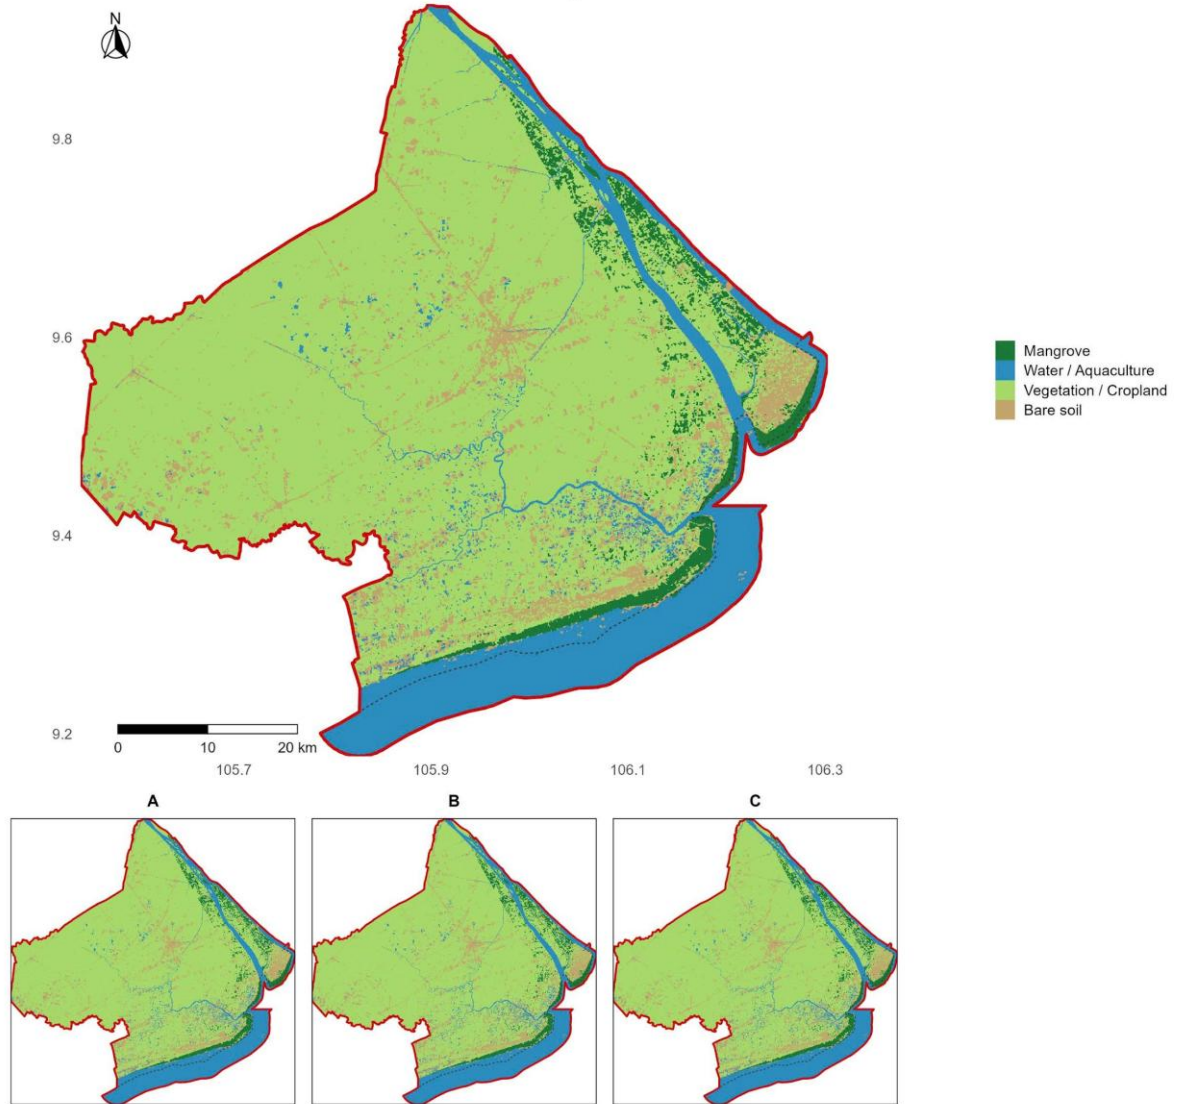 N
9.8
9.6
9.4
9.2
Mangrove
Water / Aquaculture
Vegetation / Cropland
Bare soil
0 10 20 km
105.7 105.9 106.1 106.3
A B C